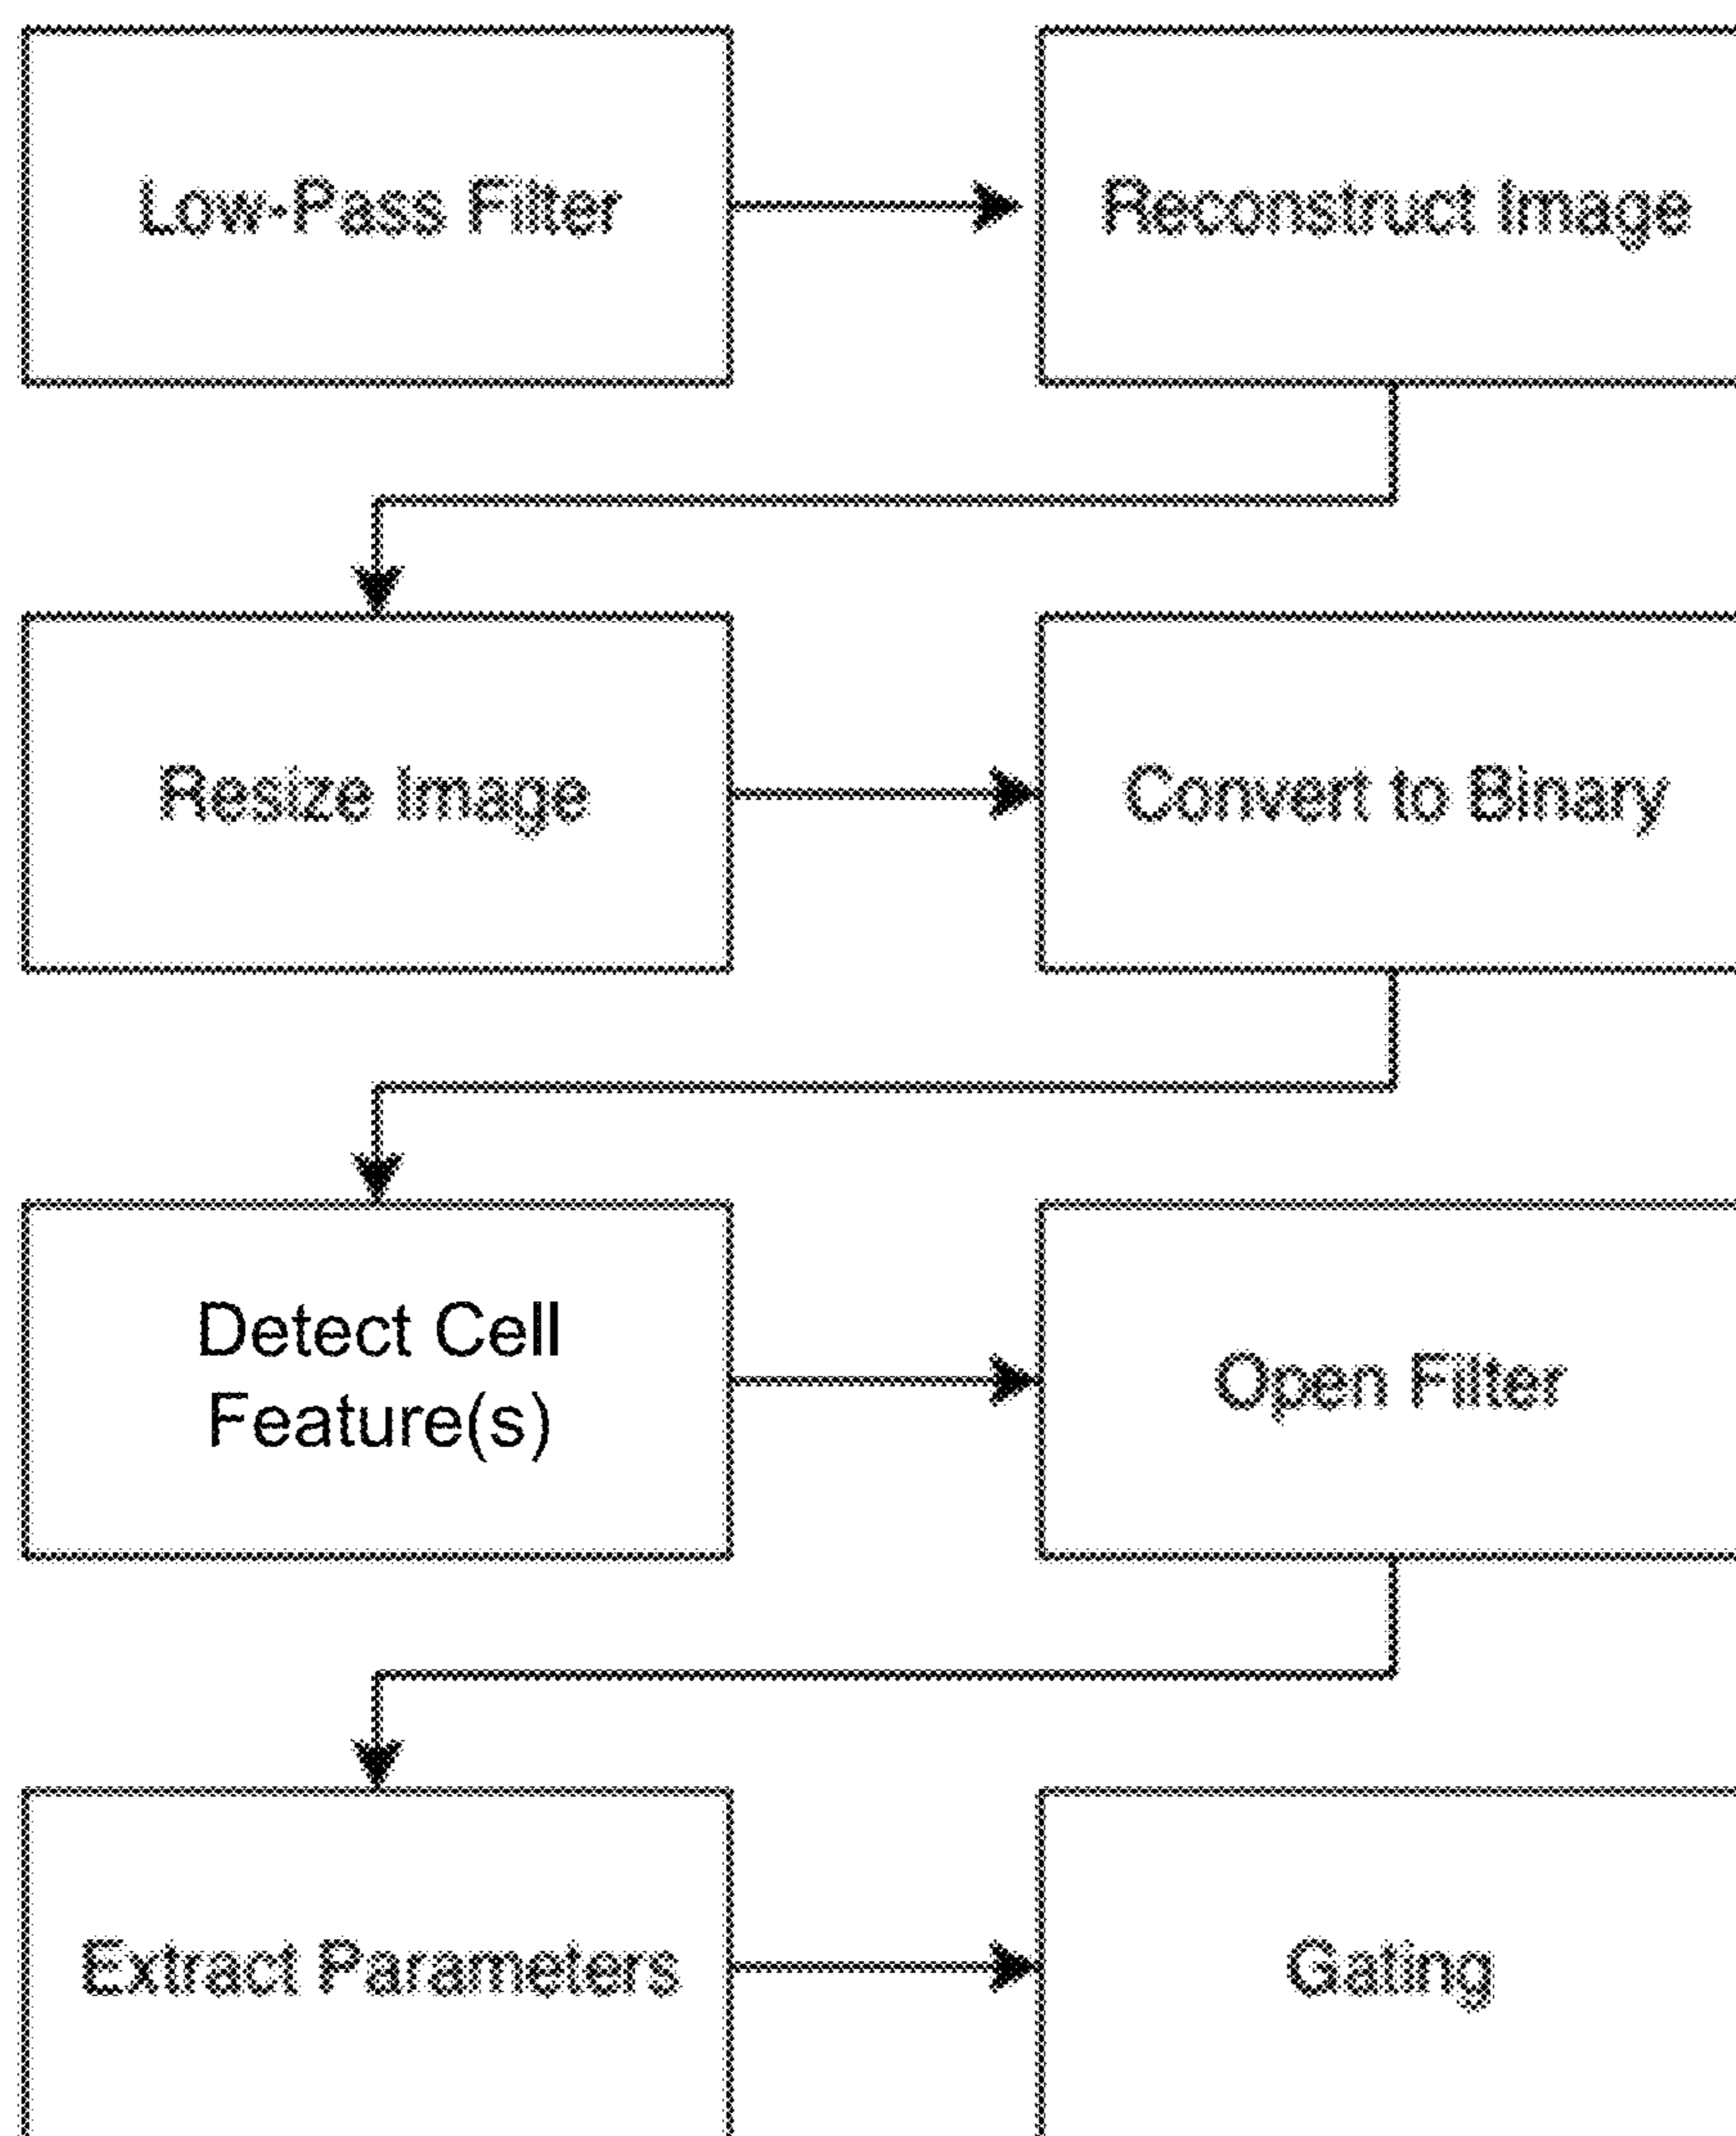 Low-Pass Filter
Reconstruct Image
Resize Image
Convert to Binary
Detect Cell
Feature(s)
Open Filter
Extract Parameters
Gating